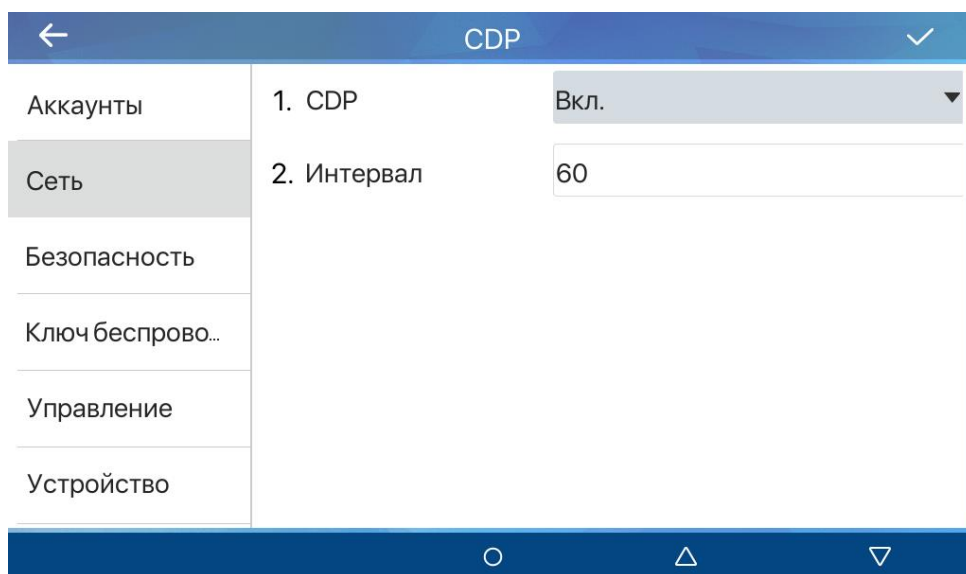 CDP
Аккаунты
Сеть
Безопасность
Ключ беспрово...
Управление
Устройство
1. CDP
Вкл.
2. Интервал
60